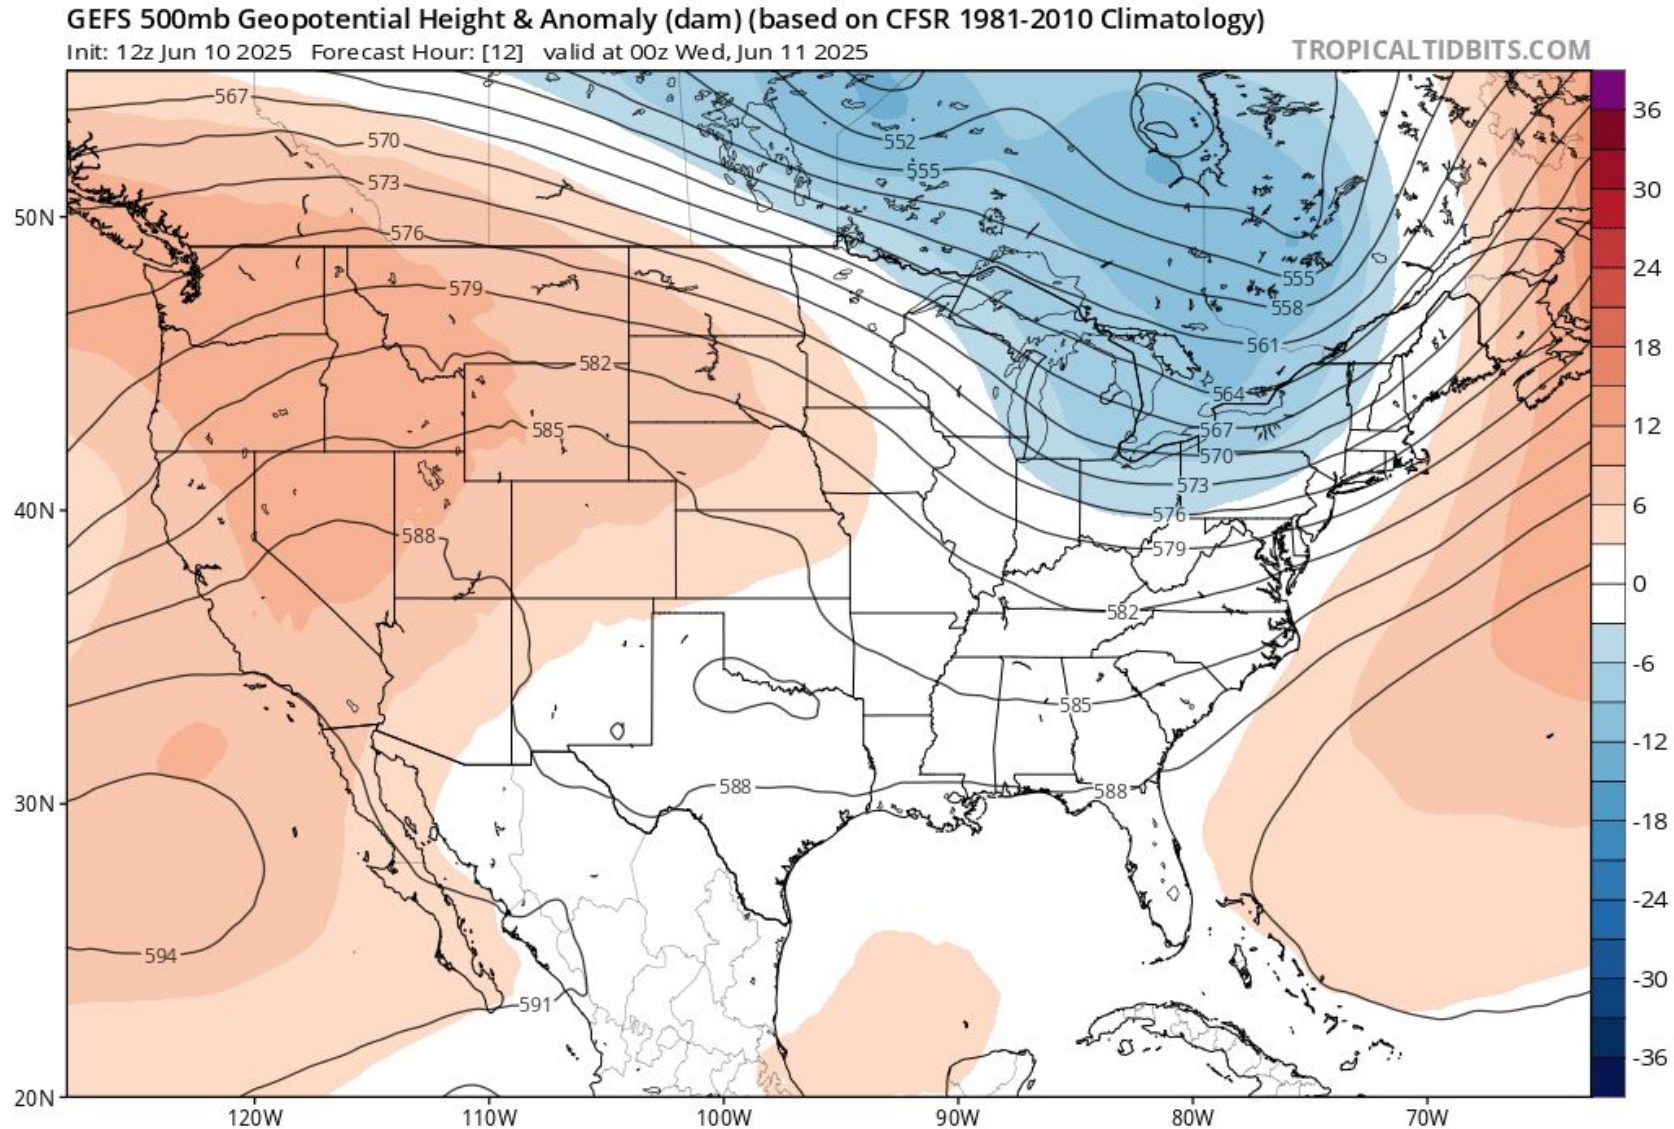 GEFS 500mb Geopotential Height & Anomaly (dam) (based on CFSR 1981-2010 Climatology)
Init: 12z Jun 10 2025 Forecast Hour: [12] valid at 00z Wed, Jun 11 2025
TROPICALTIDBITS.COM
567
570
573
576
579
582
585
588
594
591
552
555
555
558
561
564
567
570
573
576
579
582
585
588
588
50N
40N
30N
20N
120W
110W
100W
90W
80W
70W
36
30
24
18
12
6
0
-6
-12
-18
-24
-30
-36